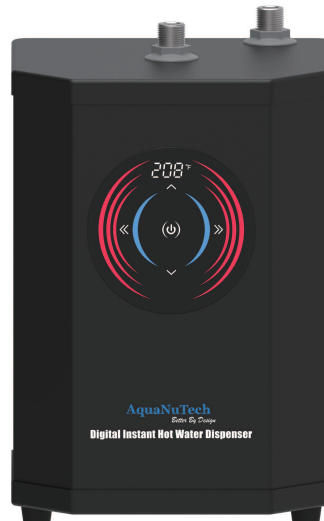 208°F
AquaNuTech
Better By Design
Digital Instant Hot Water Dispenser